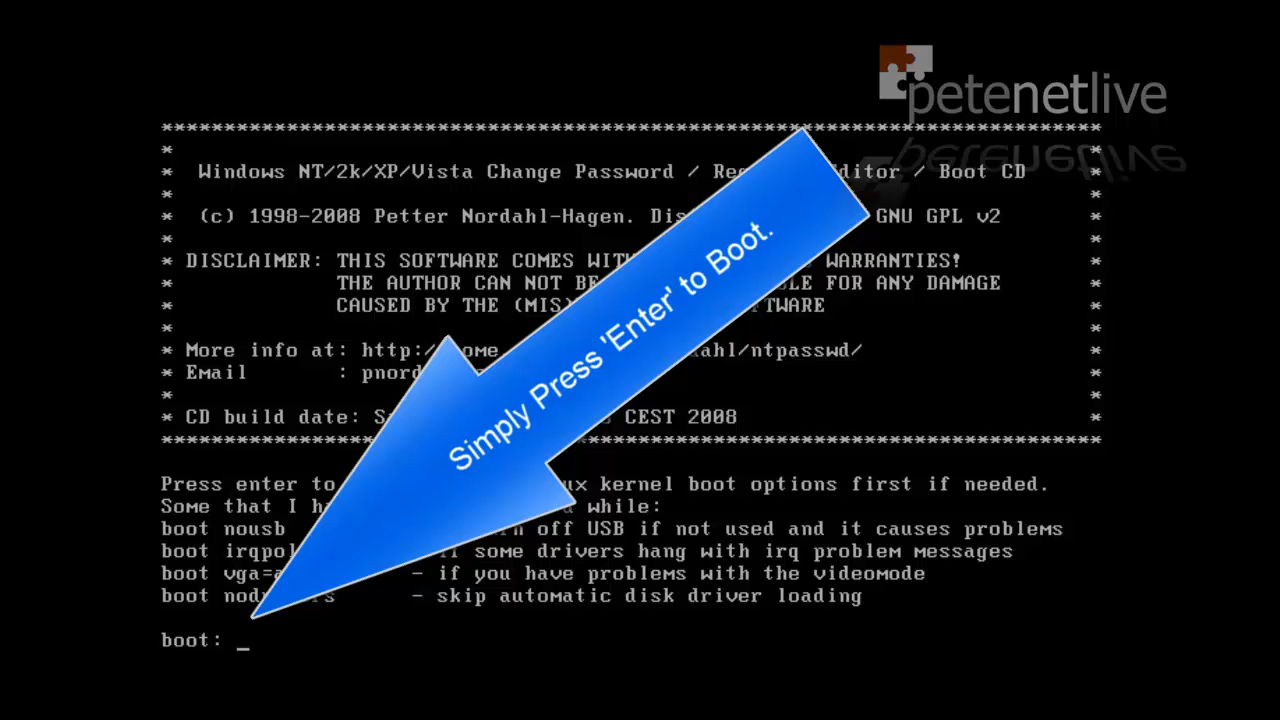 petenetlive
*****************************************************************************
* *
* Windows NT/2k/XP/Vista Change Password / Re ditor / Boot CD *
* *
* (c) 1998-2008 Petter Nordahl-Hagen. Dis GNU GPL v2 *
* *
* DISCLAIMER: THIS SOFTWARE COMES WIT WARRANTIES! *
* THE AUTHOR CAN NOT BE LE FOR ANY DAMAGE *
* CAUSED BY THE (MIS) TWARE *
* *
* More info at: http:/ ome ahl/ntpasswd/ *
* Email : pnord *
* *
* CD build date: S CEST 2008 *
*****************************************************************************
Simply Press 'Enter' to Boot.
Press enter to ux kernel boot options first if needed.
Some that I h while:
boot nousb rn off USB if not used and it causes problems
boot irqpol if some drivers hang with irq problem messages
boot vga= - if you have problems with the videomode
boot nod rs - skip automatic disk driver loading
boot: _